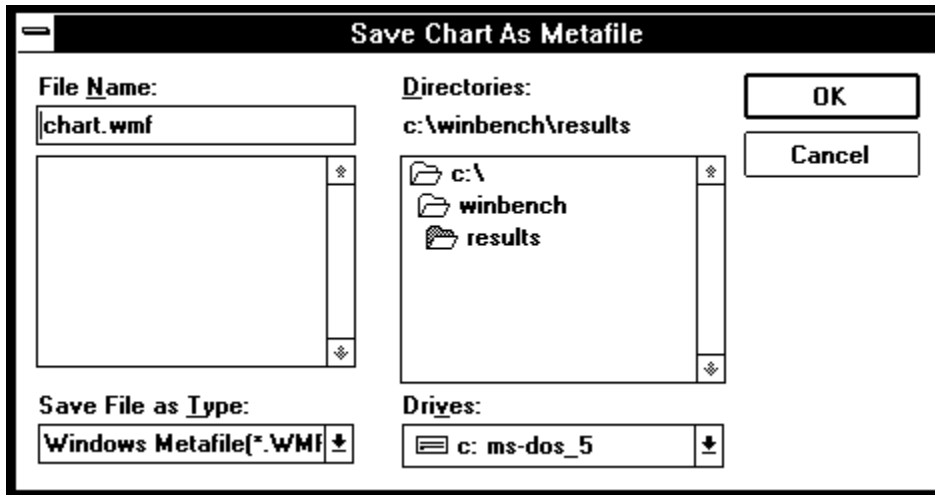 Save Chart As Metafile
File Name:
chart.wmf
Save File as Type:
Windows Metafile(*.WMF
Directories:
c:\winbench\results
c:\
winbench
results
Drives:
c: ms-dos_5
OK
Cancel